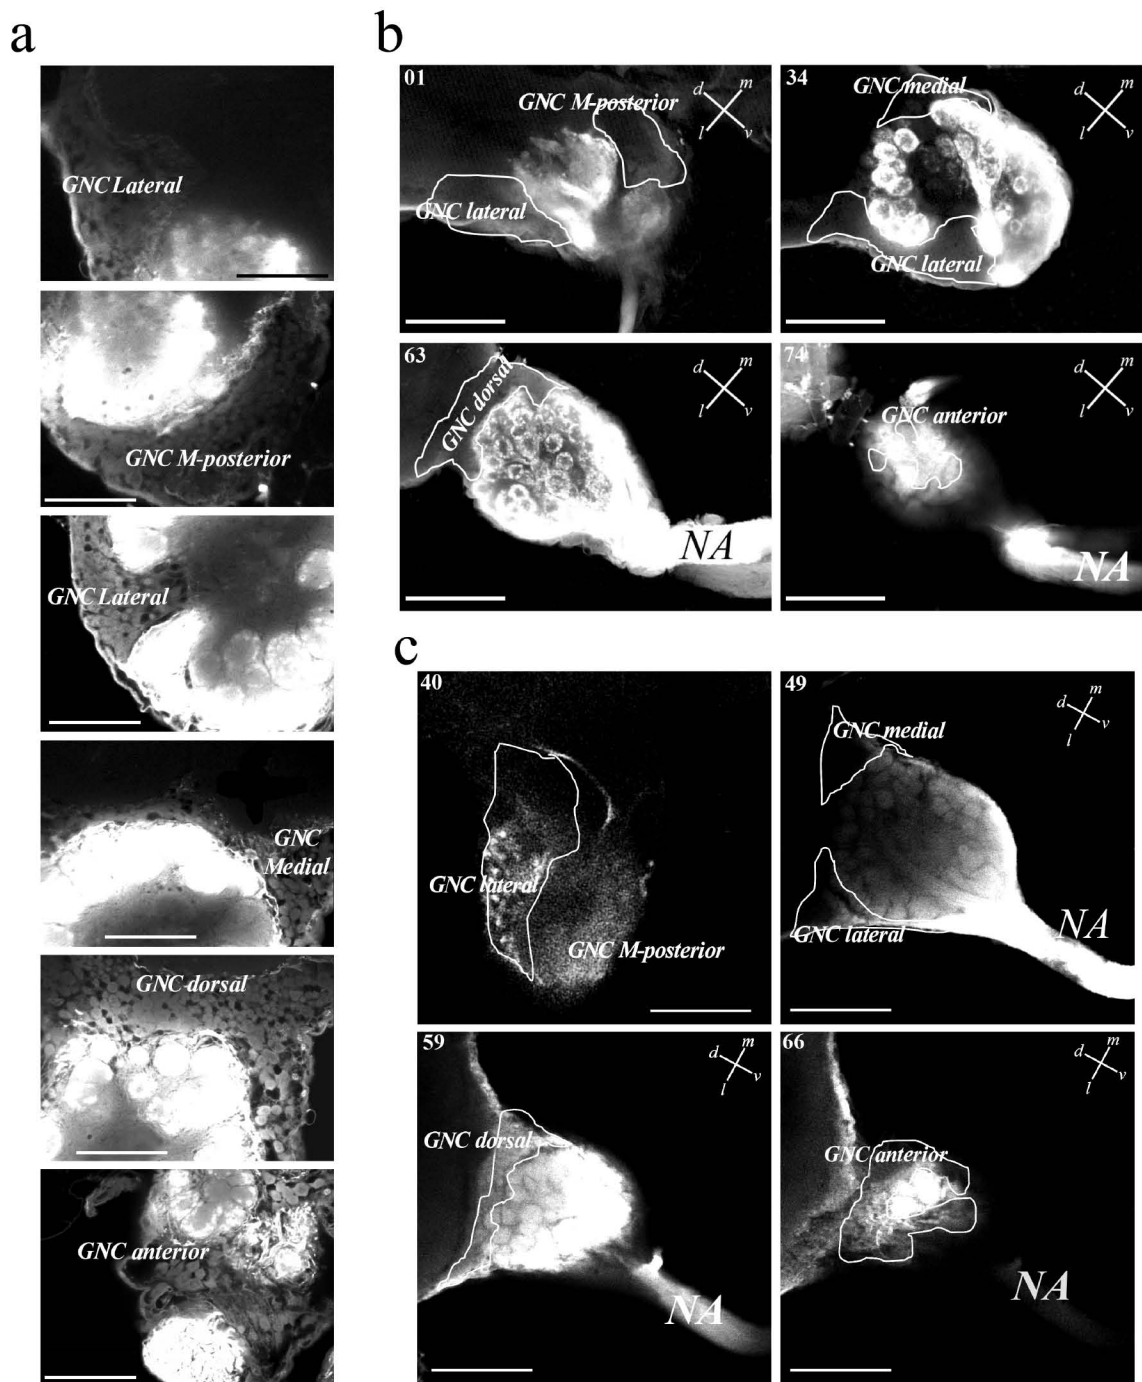 a
GNC Lateral
GNC M-posterior
GNC Lateral
GNC
Medial
GNC dorsal
GNC anterior
b
01
GNC M-posterior
d
m
l
v
GNC lateral
34
GNC medial
d
m
l
v
GNC lateral
63
GNC dorsal
d
m
l
v
NA
74
GNC anterior
d
m
l
v
NA
c
40
GNC lateral
GNC M-posterior
49
GNC medial
d
m
l
v
GNC lateral
NA
59
GNC dorsal
d
m
l
v
NA
66
GNC anterior
d
m
l
v
NA